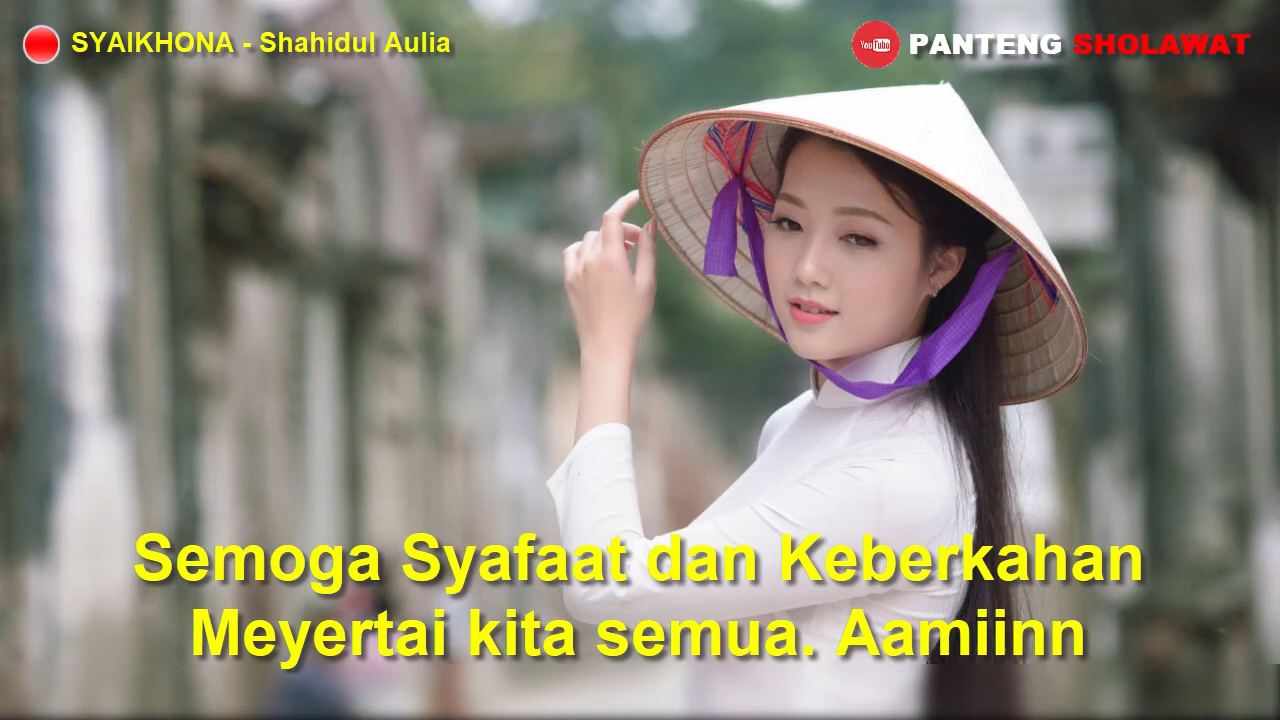 SYAIKHONA - Shahidul Aulia
YouTube PANTENG SHOLAWAT
Semoga Syafaat dan Keberkahan
Meyertai kita semua. Aamiinn